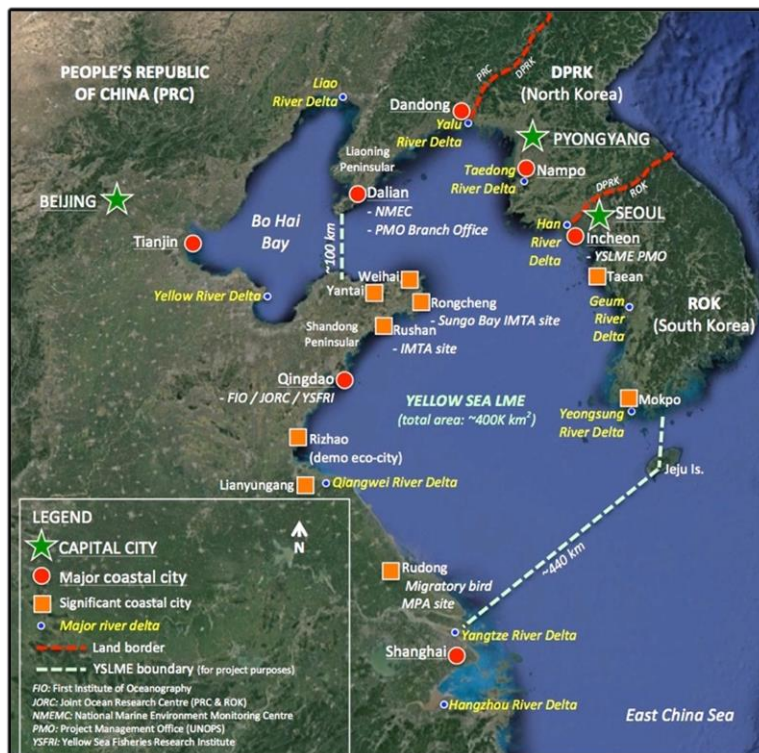 PEOPLE'S REPUBLIC
OF CHINA (PRC)
Liao
River Delta
PRC
DPRK
DPRK
(North Korea)
Dandong
Yalu
River Delta
PYONGYANG
Liaoning
Peninsular
Taedong
River Delta
Nampo
BEIJING
Dalian
- NMEC
- PMO Branch Office
DPRK
ROK
SEOUL
Bo Hai
Bay
Tianjin
~100 km
Han
River
Delta
Incheon
- YSLME PMO
Weihai
Taean
Yantai
Yellow River Delta
Rongcheng
- Sungo Bay IMTA site
Geum
River
Delta
ROK
(South Korea)
Shandong
Peninsular
Rushan
- IMTA site
Qingdao
- FIO / JORC / YSFRI
YELLOW SEA LME
(total area: ~400K km²)
Mokpo
Yeongsung
River Delta
Rizhao
(demo eco-city)
Jeju Is.
Lianyungang
Qiangwei River Delta
LEGEND
CAPITAL CITY
N
Major coastal city
Significant coastal city
Major river delta
Land border
YSLME boundary (for project purposes)
FIO: First Institute of Oceanography
JORC: Joint Ocean Research Centre (PRC & ROK)
NMEMC: National Marine Environment Monitoring Centre
PMO: Project Management Office (UNOPS)
YSFRI: Yellow Sea Fisheries Research Institute
~440 km
Rudong
Migratory bird
MPA site
Yangtze River Delta
Shanghai
Hangzhou River Delta
East China Sea